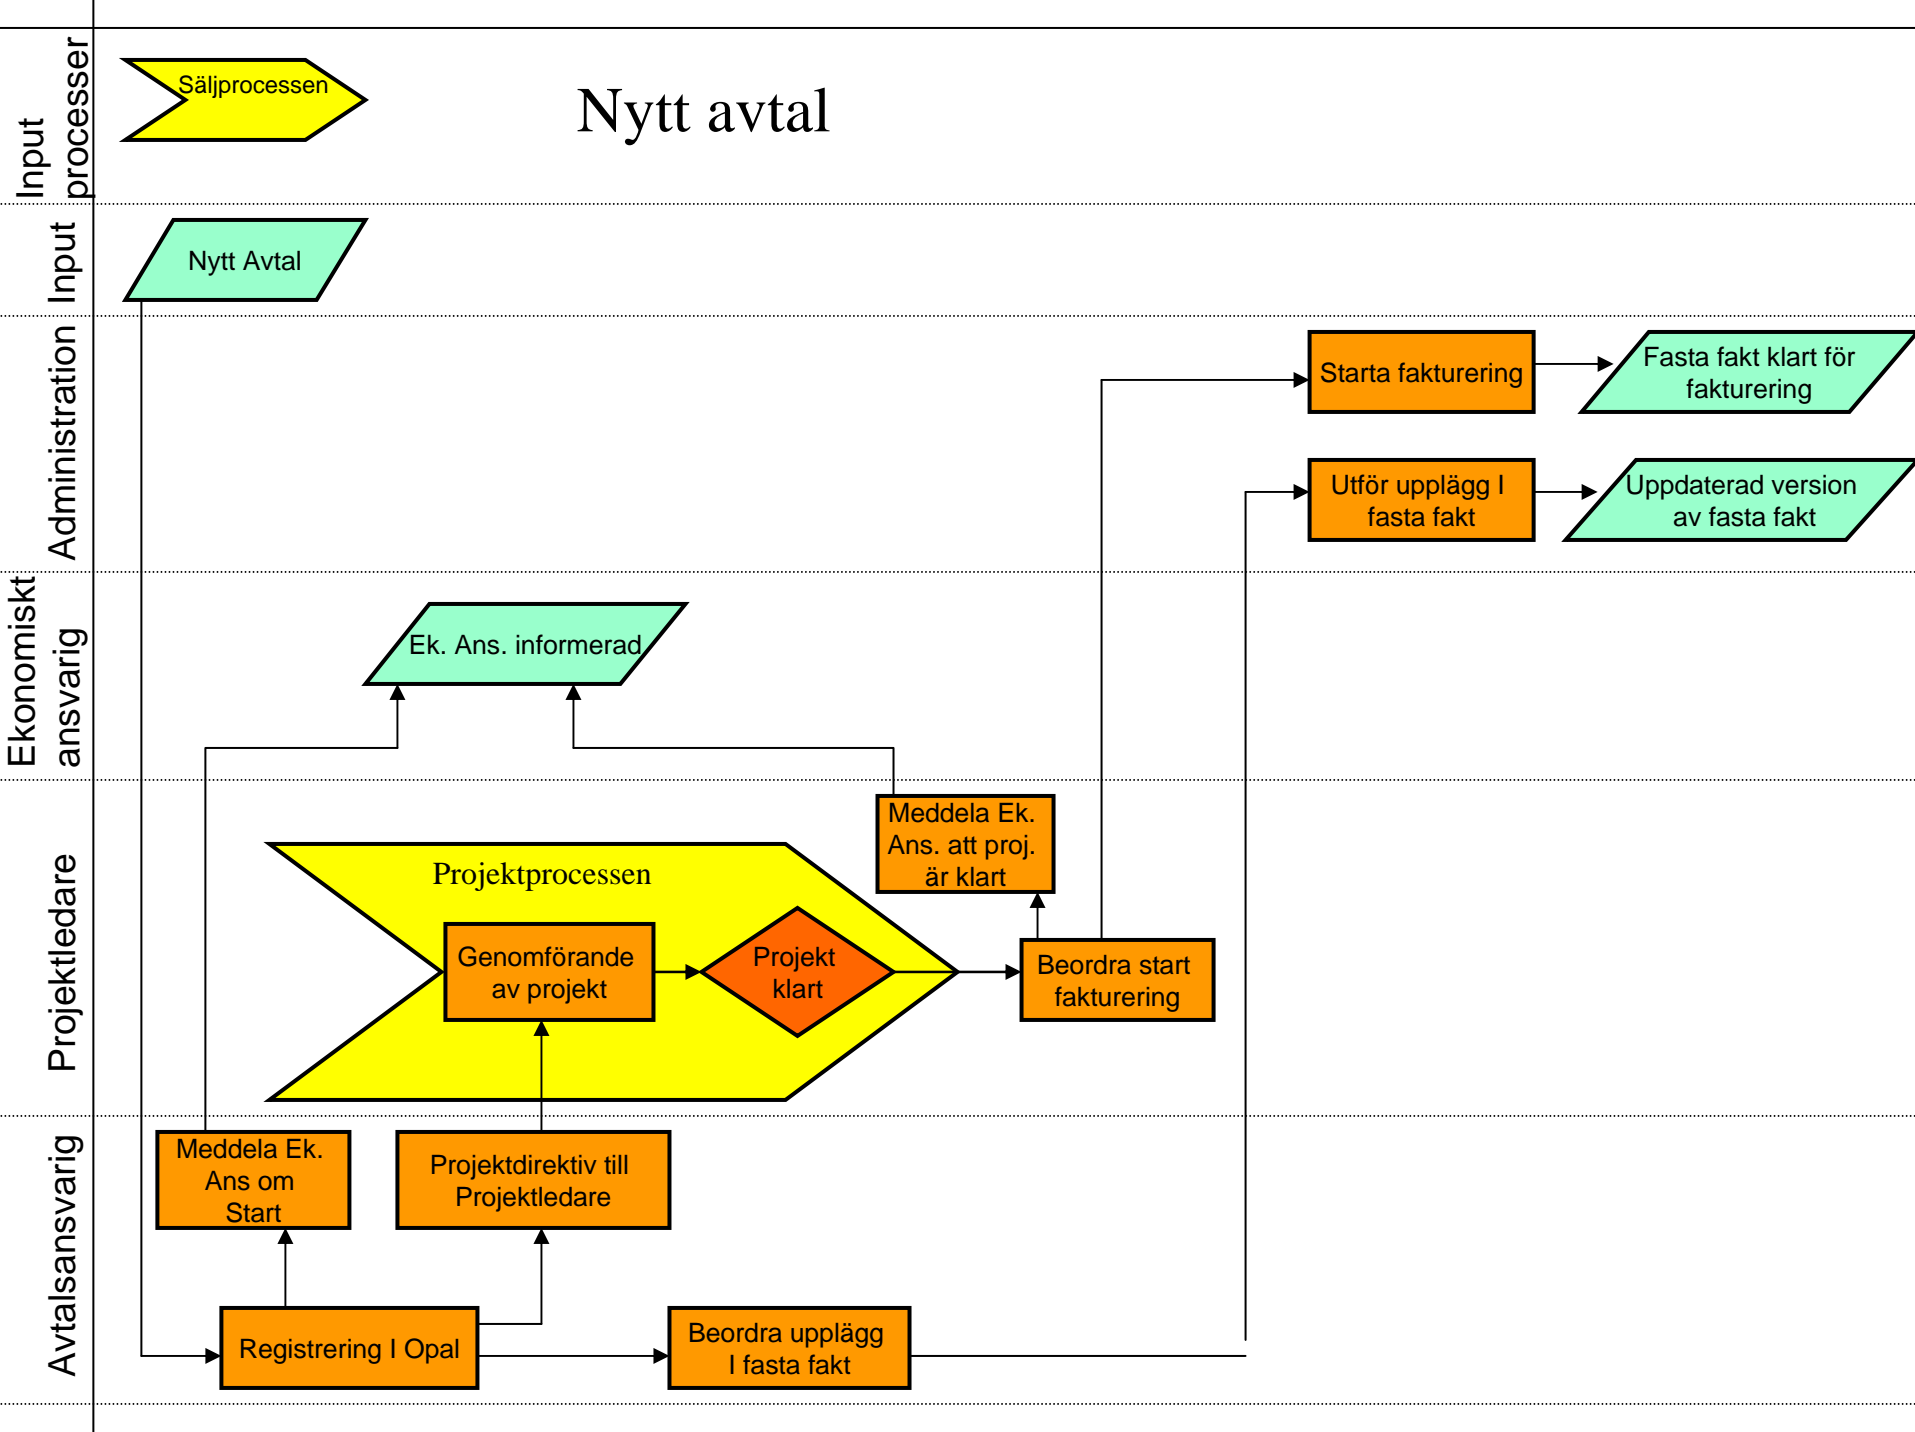 Input
processer
Säljprocessen
Nytt avtal
Input
Nytt Avtal
Administration
Starta fakturering
Fasta fakt klart för
fakturering
Utför upplägg I
fasta fakt
Uppdaterad version
av fasta fakt
Ekonomiskt
ansvarig
Ek. Ans. informerad
Projektledare
Meddela Ek.
Ans. att proj.
är klart
Projektprocessen
Genomförande
av projekt
Projekt
klart
Beordra start
fakturering
Avtalsansvarig
Meddela Ek.
Ans om
Start
Projektdirektiv till
Projektledare
Registrering I Opal
Beordra upplägg
I fasta fakt